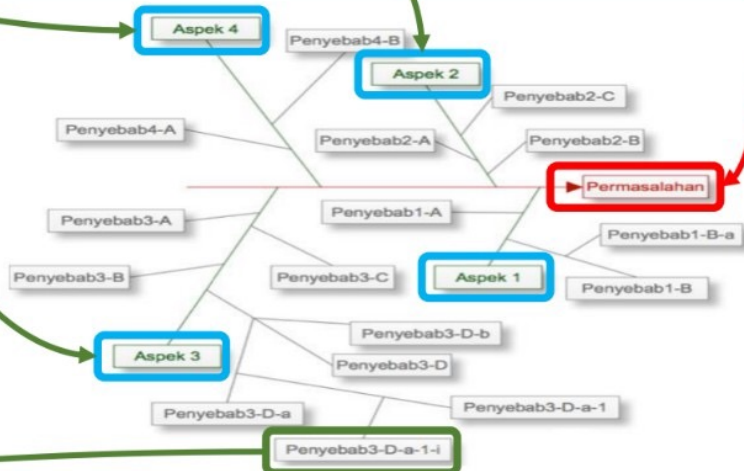 Aspek 4
Penyebab4-B
Aspek 2
Penyebab2-C
Penyebab4-A
Penyebab2-A
Penyebab2-B
Permasalahan
Penyebab3-A
Penyebab1-A
Penyebab1-B-a
Penyebab3-B
Penyebab3-C
Aspek 1
Penyebab1-B
Penyebab3-D-b
Aspek 3
Penyebab3-D
Penyebab3-D-a
Penyebab3-D-a-1
Penyebab3-D-a-1-i